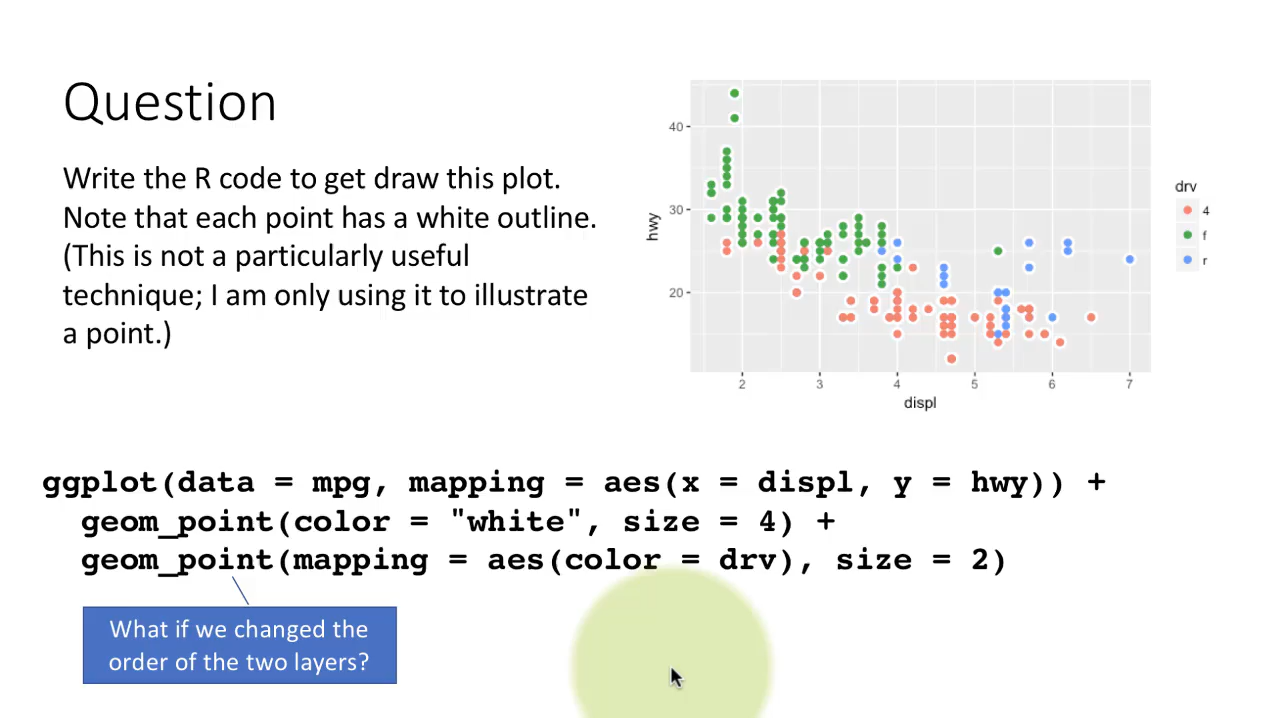 Question
Write the R code to get draw this plot.
Note that each point has a white outline.
(This is not a particularly useful
technique; I am only using it to illustrate
a point.)
40
30
20
hwy
2 3 4 5 6 7
displ
drv
4
f
r
ggplot(data = mpg, mapping = aes(x = displ, y = hwy)) +
geom_point(color = "white", size = 4) +
geom_point(mapping = aes(color = drv), size = 2)
What if we changed the
order of the two layers?